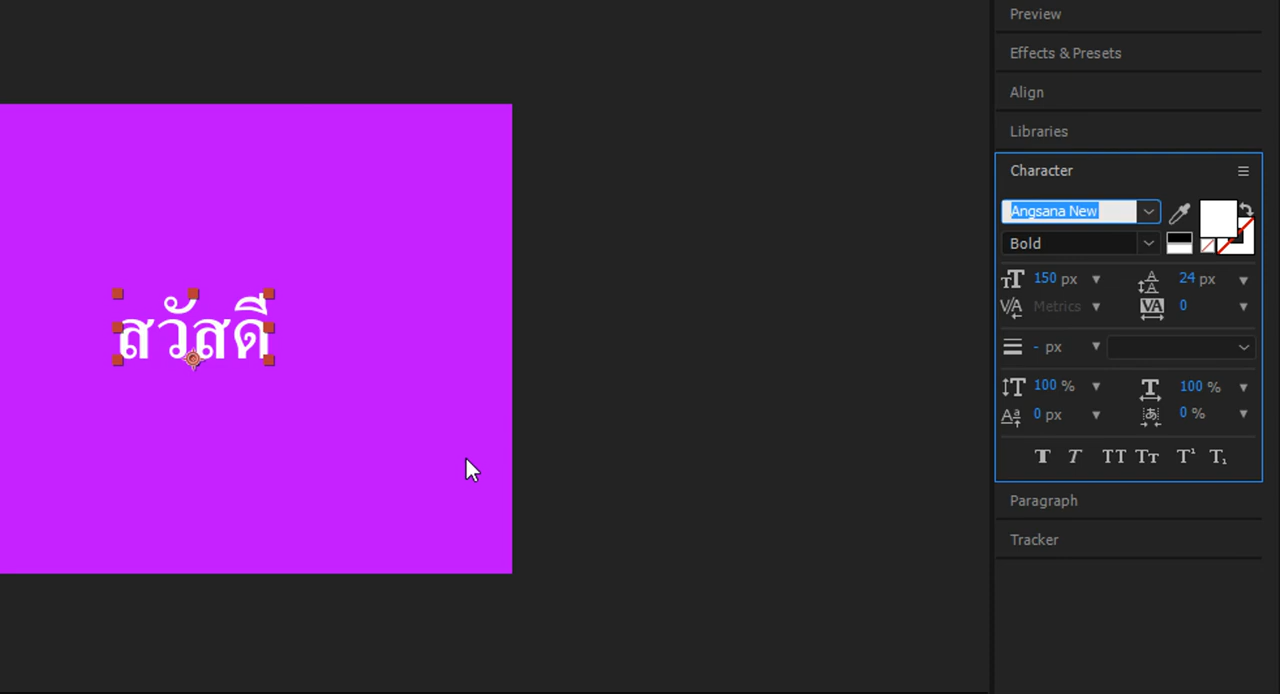 Preview
Effects & Presets
Align
Libraries
Character
Angsana New
Bold
150 px
24 px
Metrics
0
- px
100 %
100 %
0 px
0 %
สวัสดี
Paragraph
Tracker